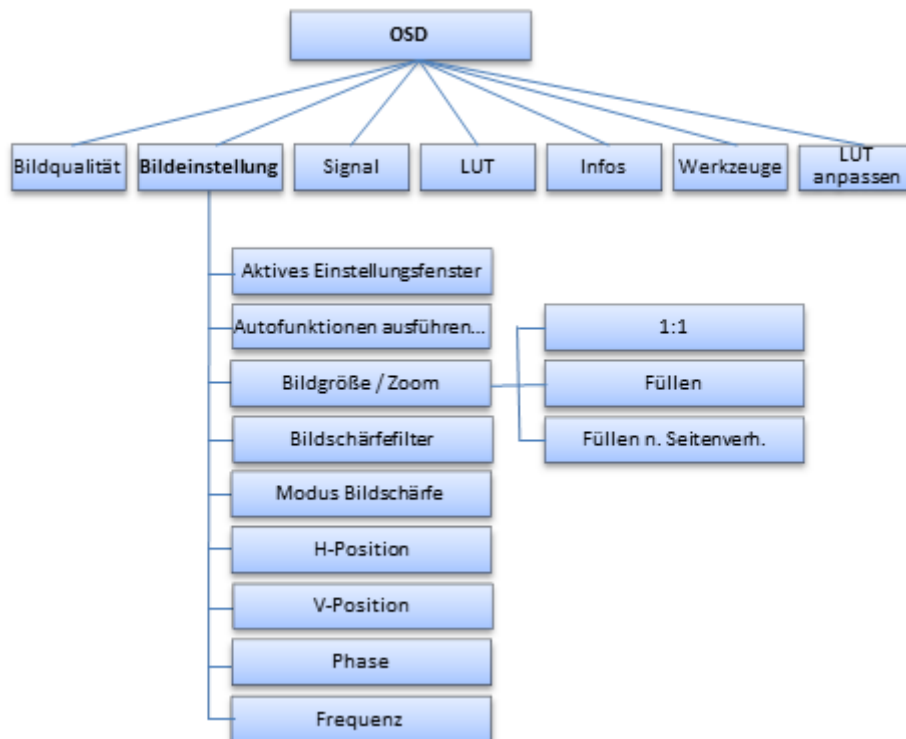 OSD
Bildqualität
Bildeinstellung
Signal
LUT
Infos
Werkzeuge
LUT
anpassen
Aktives Einstellungsfenster
Autofunktionen ausführen...
Bildgröße / Zoom
1:1
Füllen
Füllen n. Seitenverh.
Bildschärfefilter
Modus Bildschärfe
H-Position
V-Position
Phase
Frequenz